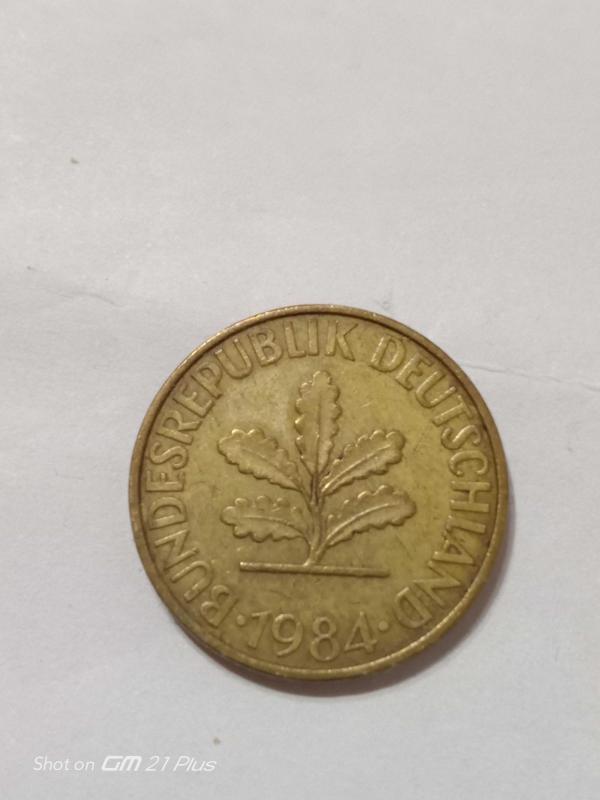 BUNDESREPUBLIK DEUTSCHLAND
· 1984 ·
Shot on GM 21 Plus